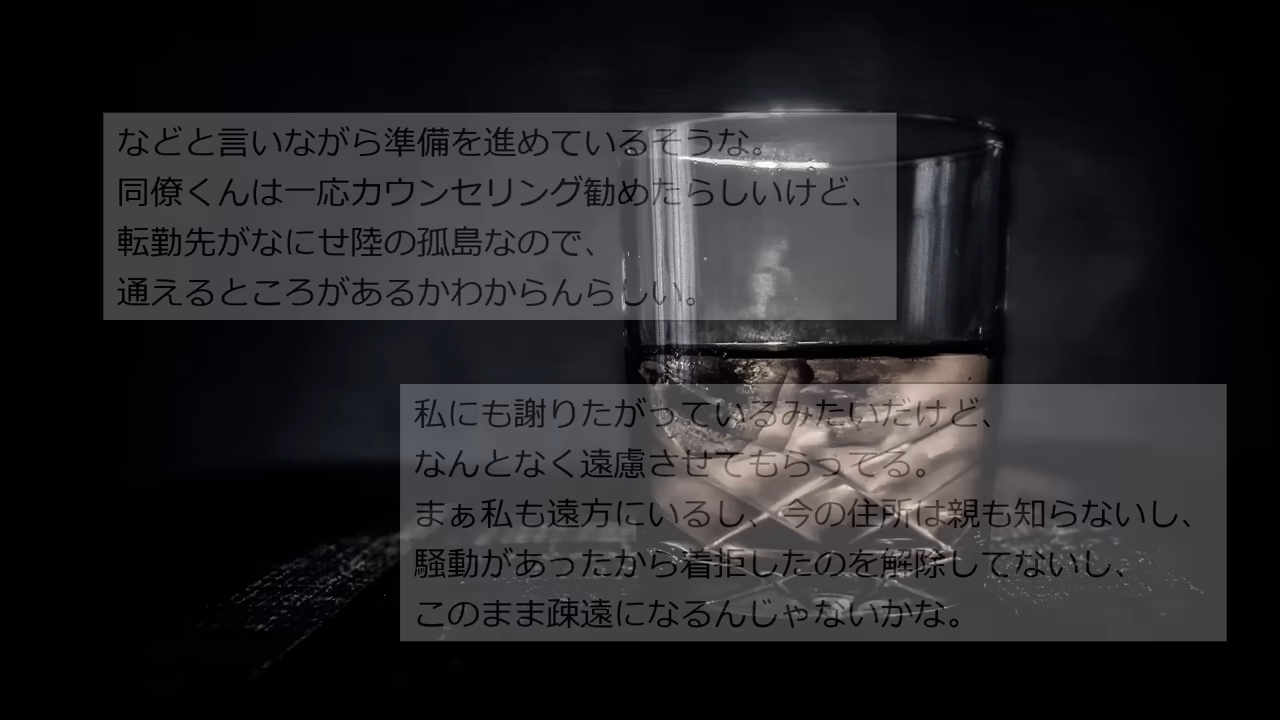 などと言いながら準備を進めているそうな。
同僚くんは一応カウンセリング勧めたらしいけど、
転勤先がなにせ陸の孤島なので、
通えるところがあるかわからんらしい。
私にも謝りたがっているみたいだけど、
なんとなく遠慮させてもらってる。
まぁ私も遠方にいるし、今の住所は親も知らないし、
騒動があったから着拒したのを解除してないし、
このまま疎遠になるんじゃないかな。